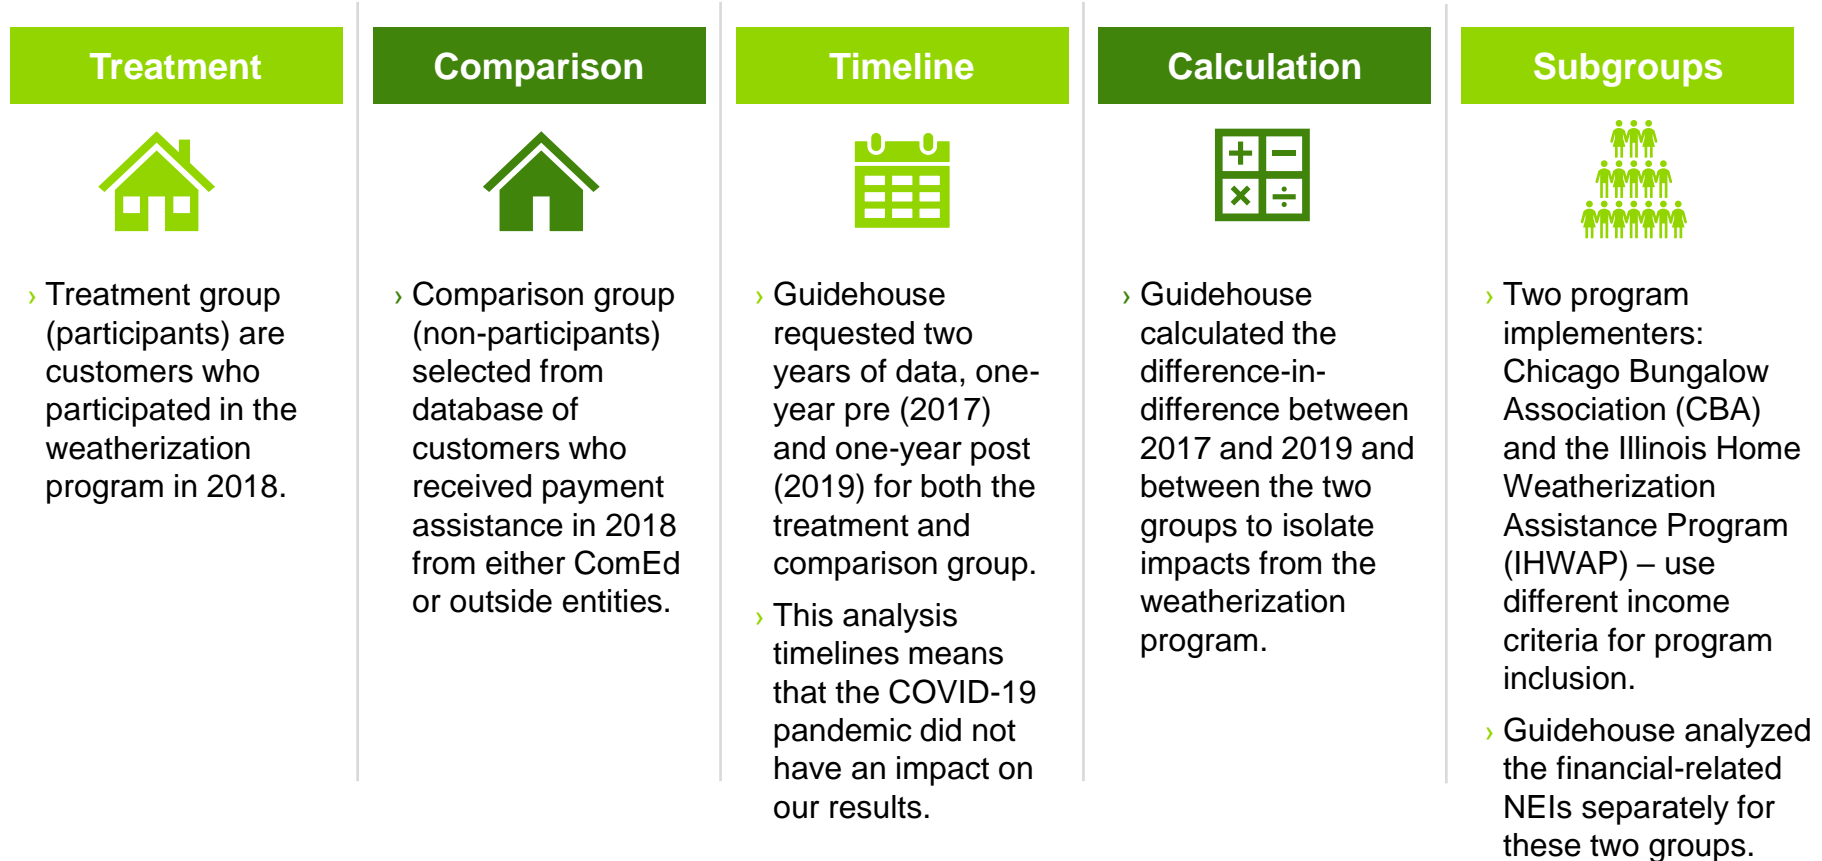 Treatment
› Treatment group
(participants) are
customers who
participated in the
weatherization
program in 2018.
Comparison
› Comparison group
(non-participants)
selected from
database of
customers who
received payment
assistance in 2018
from either ComEd
or outside entities.
Timeline
› Guidehouse
requested two
years of data, one-
year pre (2017)
and one-year post
(2019) for both the
treatment and
comparison group.
› This analysis
timelines means
that the COVID-19
pandemic did not
have an impact on
our results.
Calculation
› Guidehouse
calculated the
difference-in-
difference between
2017 and 2019 and
between the two
groups to isolate
impacts from the
weatherization
program.
Subgroups
› Two program
implementers:
Chicago Bungalow
Association (CBA)
and the Illinois Home
Weatherization
Assistance Program
(IHWAP) – use
different income
criteria for program
inclusion.
› Guidehouse analyzed
the financial-related
NEIs separately for
these two groups.